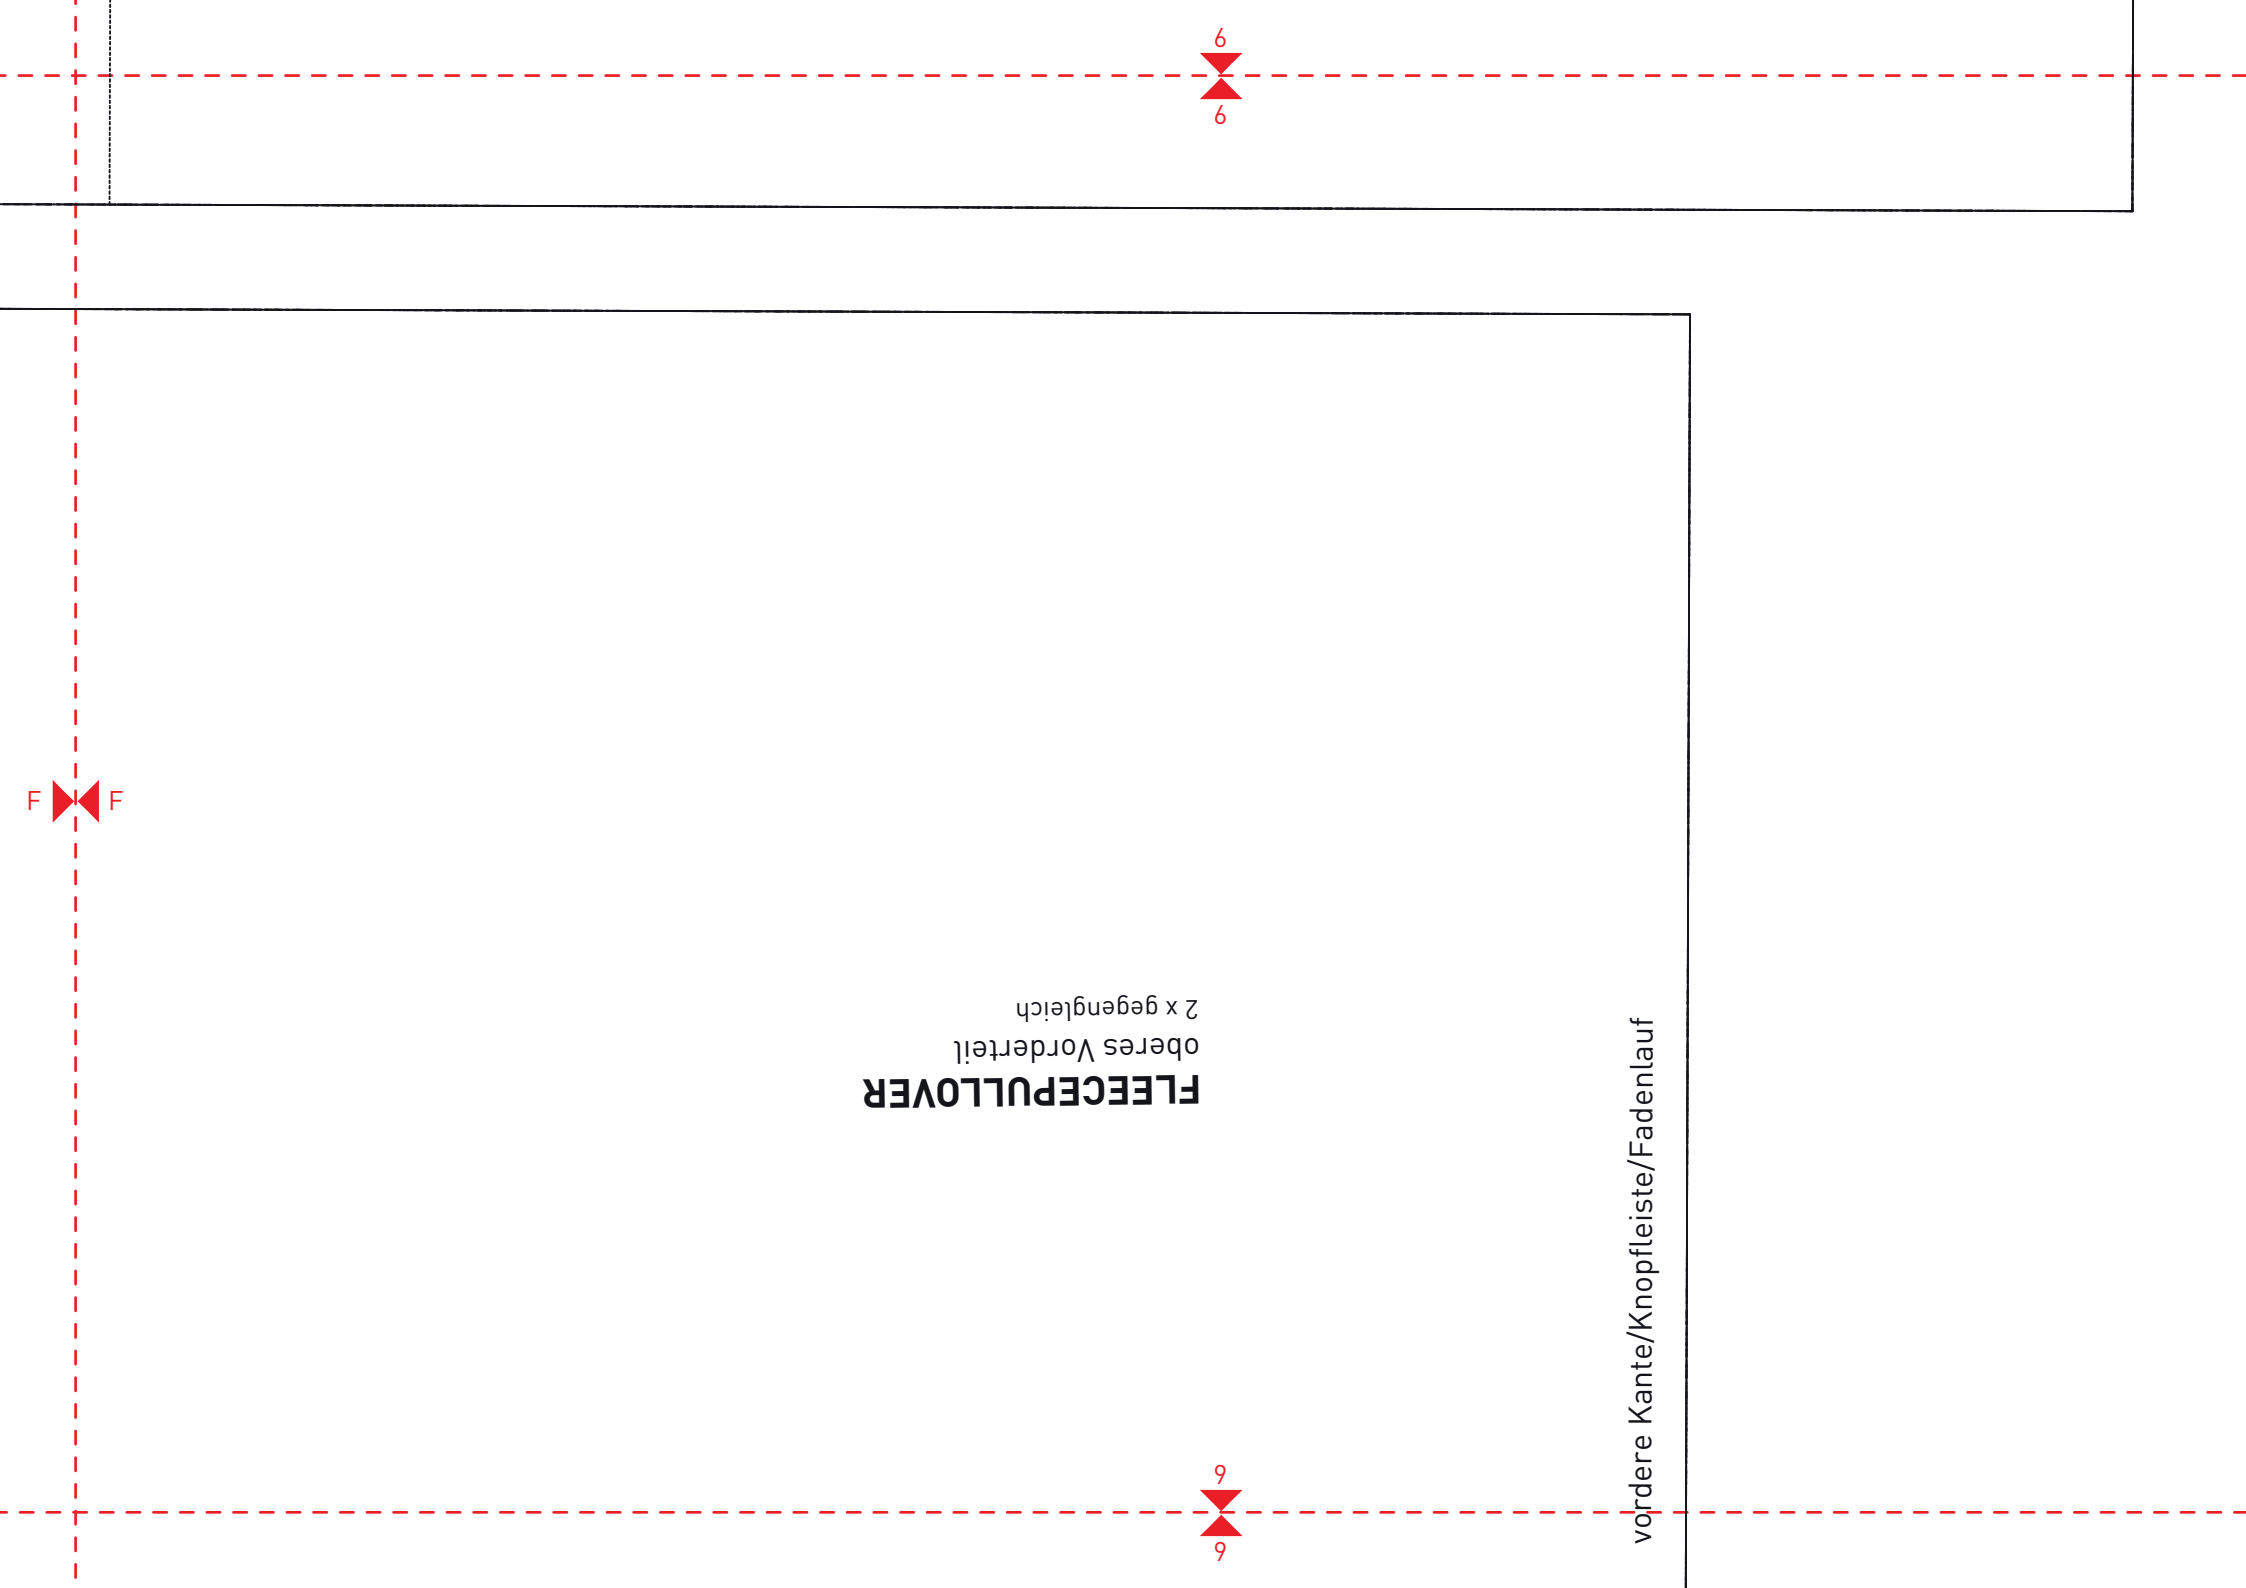 6
6
F F
FLEECEPULLOVER
oberes Vorderteil
2 x gegengleich
vordere Kante/Knopfleiste/Fadenlauf
9
9